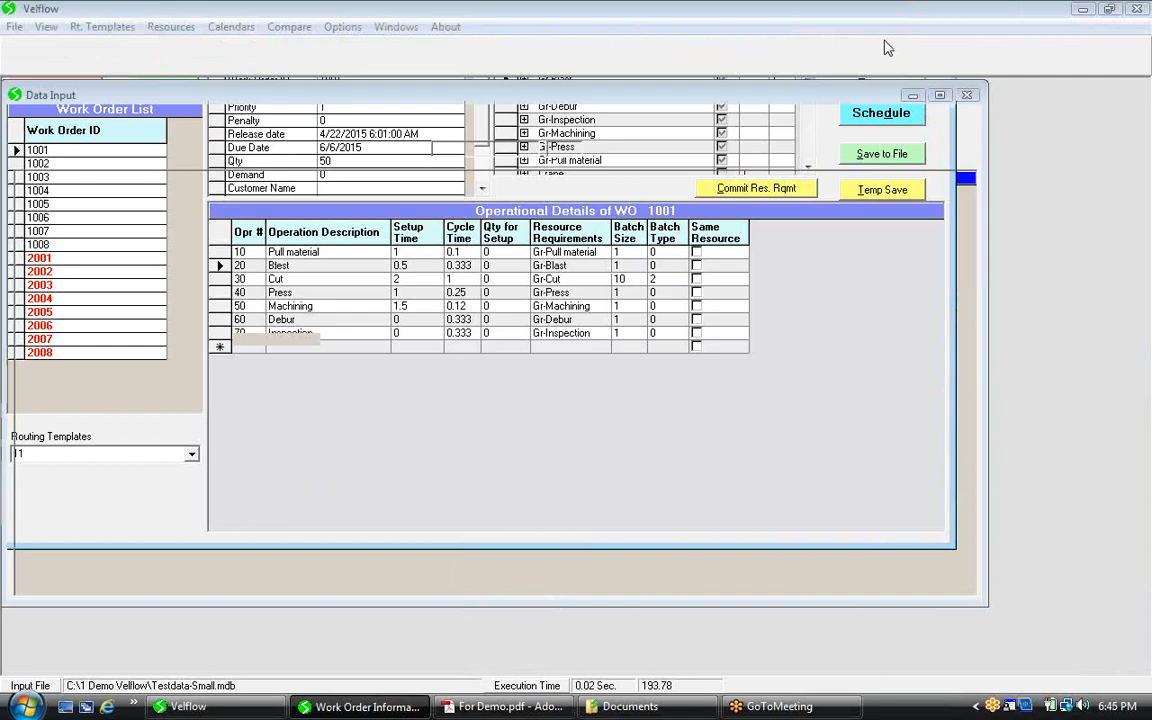 Velflow
File View Rt. Templates Resources Calendars Compare Options Windows About
Data Input
Work Order List
Work Order ID
1001
1002
1003
1004
1005
1006
1007
1008
2001
2002
2003
2004
2005
2006
2007
2008
Routing Templates
Priority 1
Penalty 0
Release date 4/22/2015 6:01:00 AM
Due Date 6/6/2015
Qty 50
Demand 0
Customer Name
Gr-Debur
Gr-Inspection
Gr-Machining
-Press
Gr-Pull material
Commit Res. Rqmt
Schedule
Save to File
Temp Save
Operational Details of WO 1001
Opr # Operation Description Setup Time Cycle Time Qty for Setup Resource Requirements Batch Size Batch Type Same Resource
10 Pull material 1 0.1 0 Gr-Pull material 1 0
20 Blest 0.5 0.333 0 Gr-Blast 1 0
30 Cut 2 1 0 Gr-Cut 10 2
40 Press 1 0.25 0 Gr-Press 1 0
50 Machining 1.5 0.12 0 Gr-Machining 1 0
60 Debur 0 0.333 0 Gr-Debur 1 0
70 Inspection 0 0.333 0 Gr-Inspection 1 0
Input File C:\1 Demo Velflow\Testdata-Small.mdb Execution Time 0.02 Sec. 193.78
Velflow Work Order Informa... For Demo.pdf - Ado... Documents GoToMeeting 6:45 PM